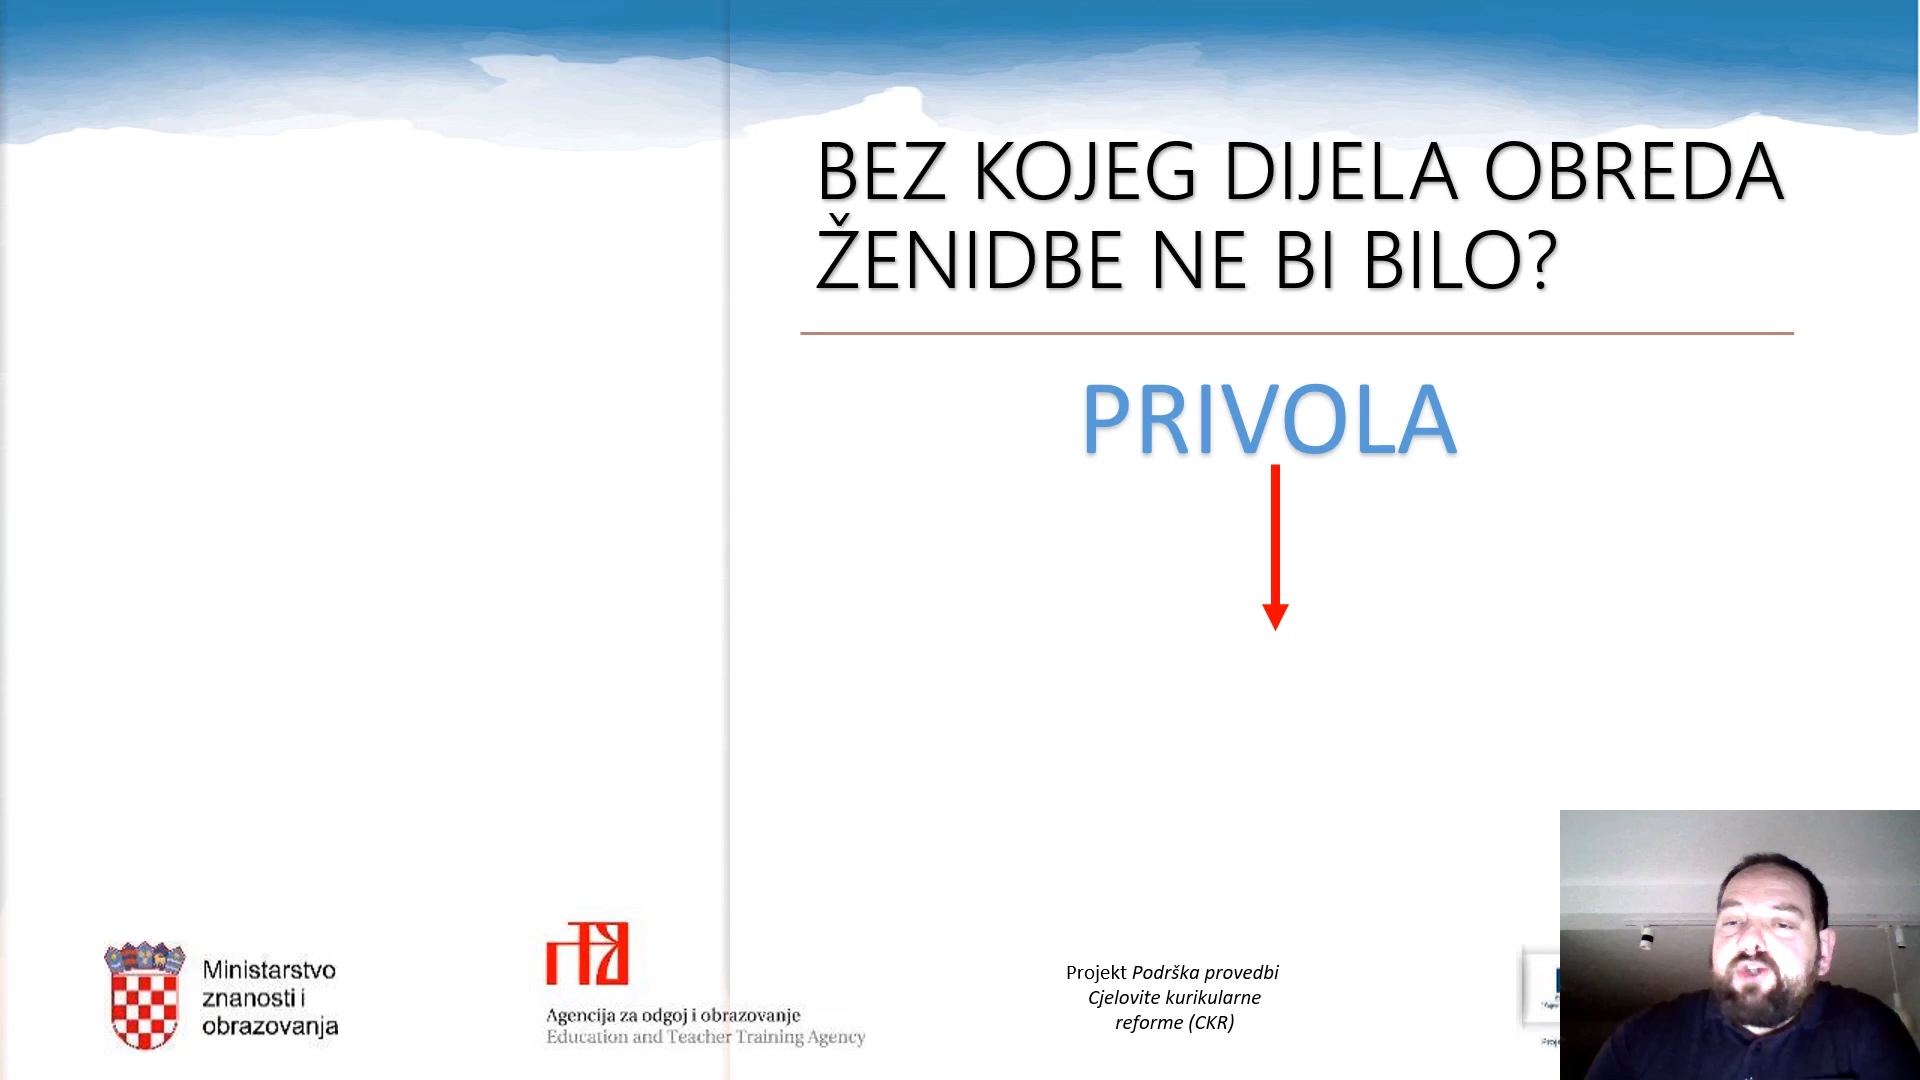 BEZ KOJEG DIJELA OBREDA
ŽENIDBE NE BI BILO?
PRIVOLA
Ministarstvo
znanosti i
obrazovanja
Agencija za odgoj i obrazovanje
Education and Teacher Training Agency
Projekt Podrška provedbi
Cjelovite kurikularne
reforme (CKR)